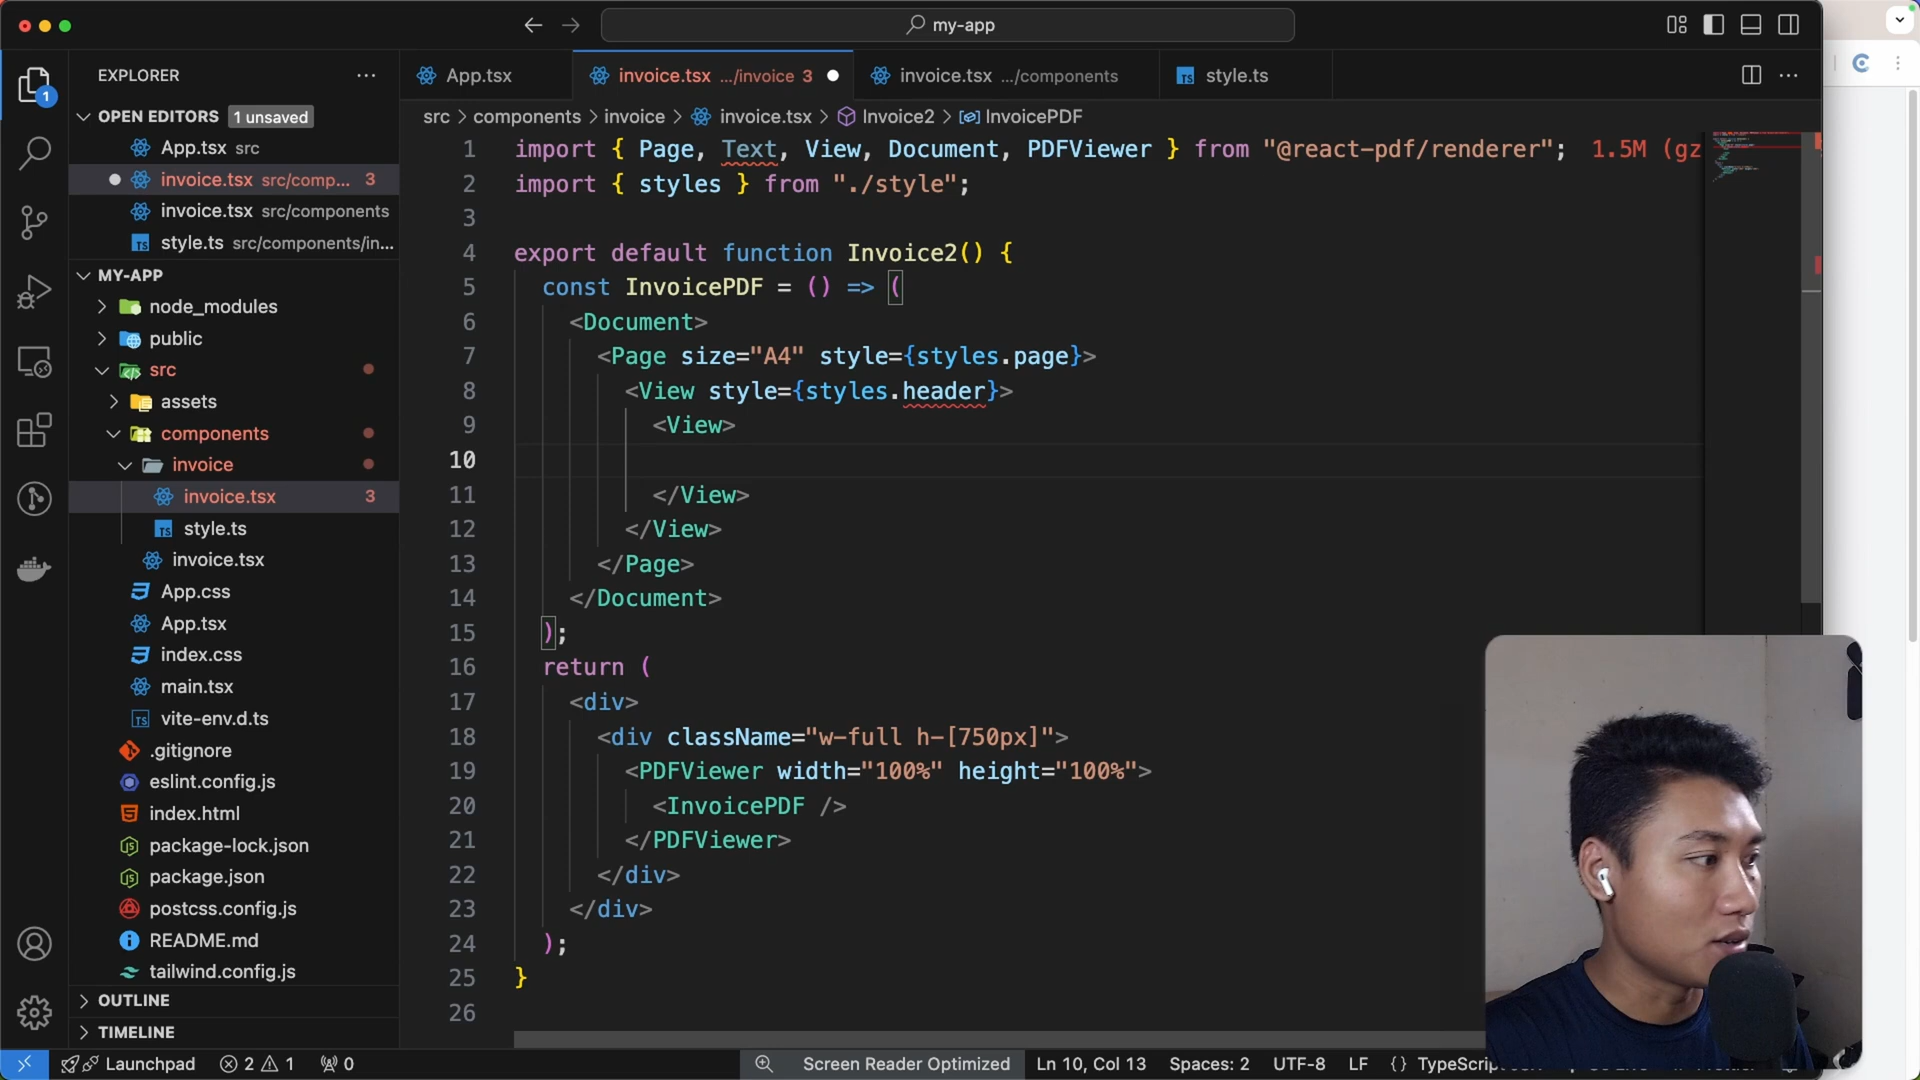 my-app
EXPLORER
OPEN EDITORS 1 unsaved
App.tsx src
invoice.tsx src/comp... 3
invoice.tsx src/components
style.ts src/components/in...
MY-APP
node_modules
public
src
assets
components
invoice
invoice.tsx 3
style.ts
invoice.tsx
App.css
App.tsx
index.css
main.tsx
vite-env.d.ts
.gitignore
eslint.config.js
index.html
package-lock.json
package.json
postcss.config.js
README.md
tailwind.config.js
OUTLINE
TIMELINE
1
App.tsx
invoice.tsx .../invoice 3
invoice.tsx .../components
style.ts
src > components > invoice > invoice.tsx > Invoice2 > InvoicePDF
1 import { Page, Text, View, Document, PDFViewer } from "@react-pdf/renderer"; 1.5M (gz
2 import { styles } from "./style";
3
4 export default function Invoice2() {
5 const InvoicePDF = () => (
6 <Document>
7 <Page size="A4" style={styles.page}>
8 <View style={styles.header}>
9 <View>
10
11 </View>
12 </View>
13 </Page>
14 </Document>
15 );
16 return (
17 <div>
18 <div className="w-full h-[750px]">
19 <PDFViewer width="100%" height="100%">
20 <InvoicePDF />
21 </PDFViewer>
22 </div>
23 </div>
24 );
25 }
26
Launchpad 2 1 0 Screen Reader Optimized Ln 10, Col 13 Spaces: 2 UTF-8 LF {} TypeScript